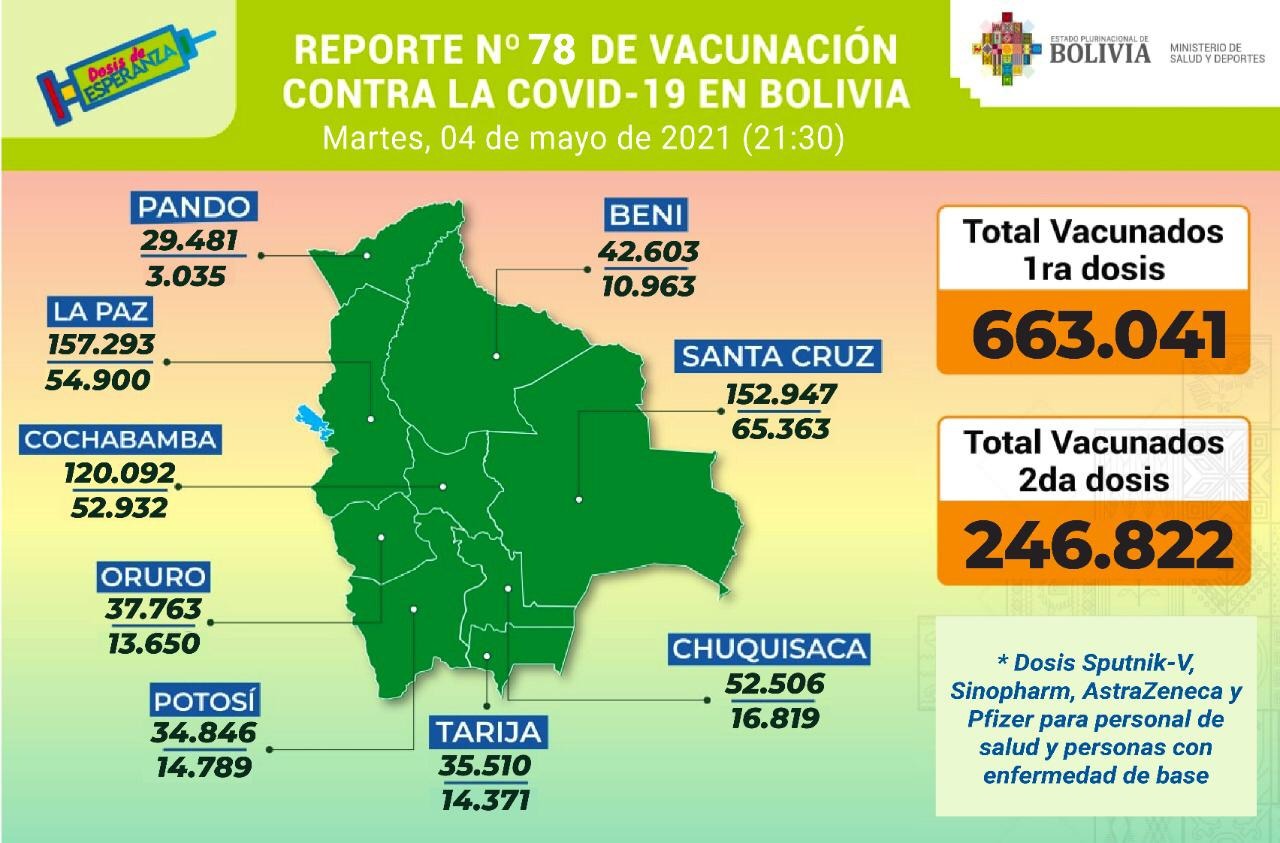 Dosis de
ESPERANZA
REPORTE Nº 78 DE VACUNACIÓN
CONTRA LA COVID-19 EN BOLIVIA
Martes, 04 de mayo de 2021 (21:30)
ESTADO PLURINACIONAL DE
BOLIVIA
MINISTERIO DE
SALUD Y DEPORTES
PANDO
29.481
3.035
BENI
42.603
10.963
LA PAZ
157.293
54.900
SANTA CRUZ
152.947
65.363
COCHABAMBA
120.092
52.932
ORURO
37.763
13.650
CHUQUISACA
52.506
16.819
POTOSÍ
34.846
14.789
TARIJA
35.510
14.371
Total Vacunados
1ra dosis
663.041
Total Vacunados
2da dosis
246.822
* Dosis Sputnik-V,
Sinopharm, AstraZeneca y
Pfizer para personal de
salud y personas con
enfermedad de base